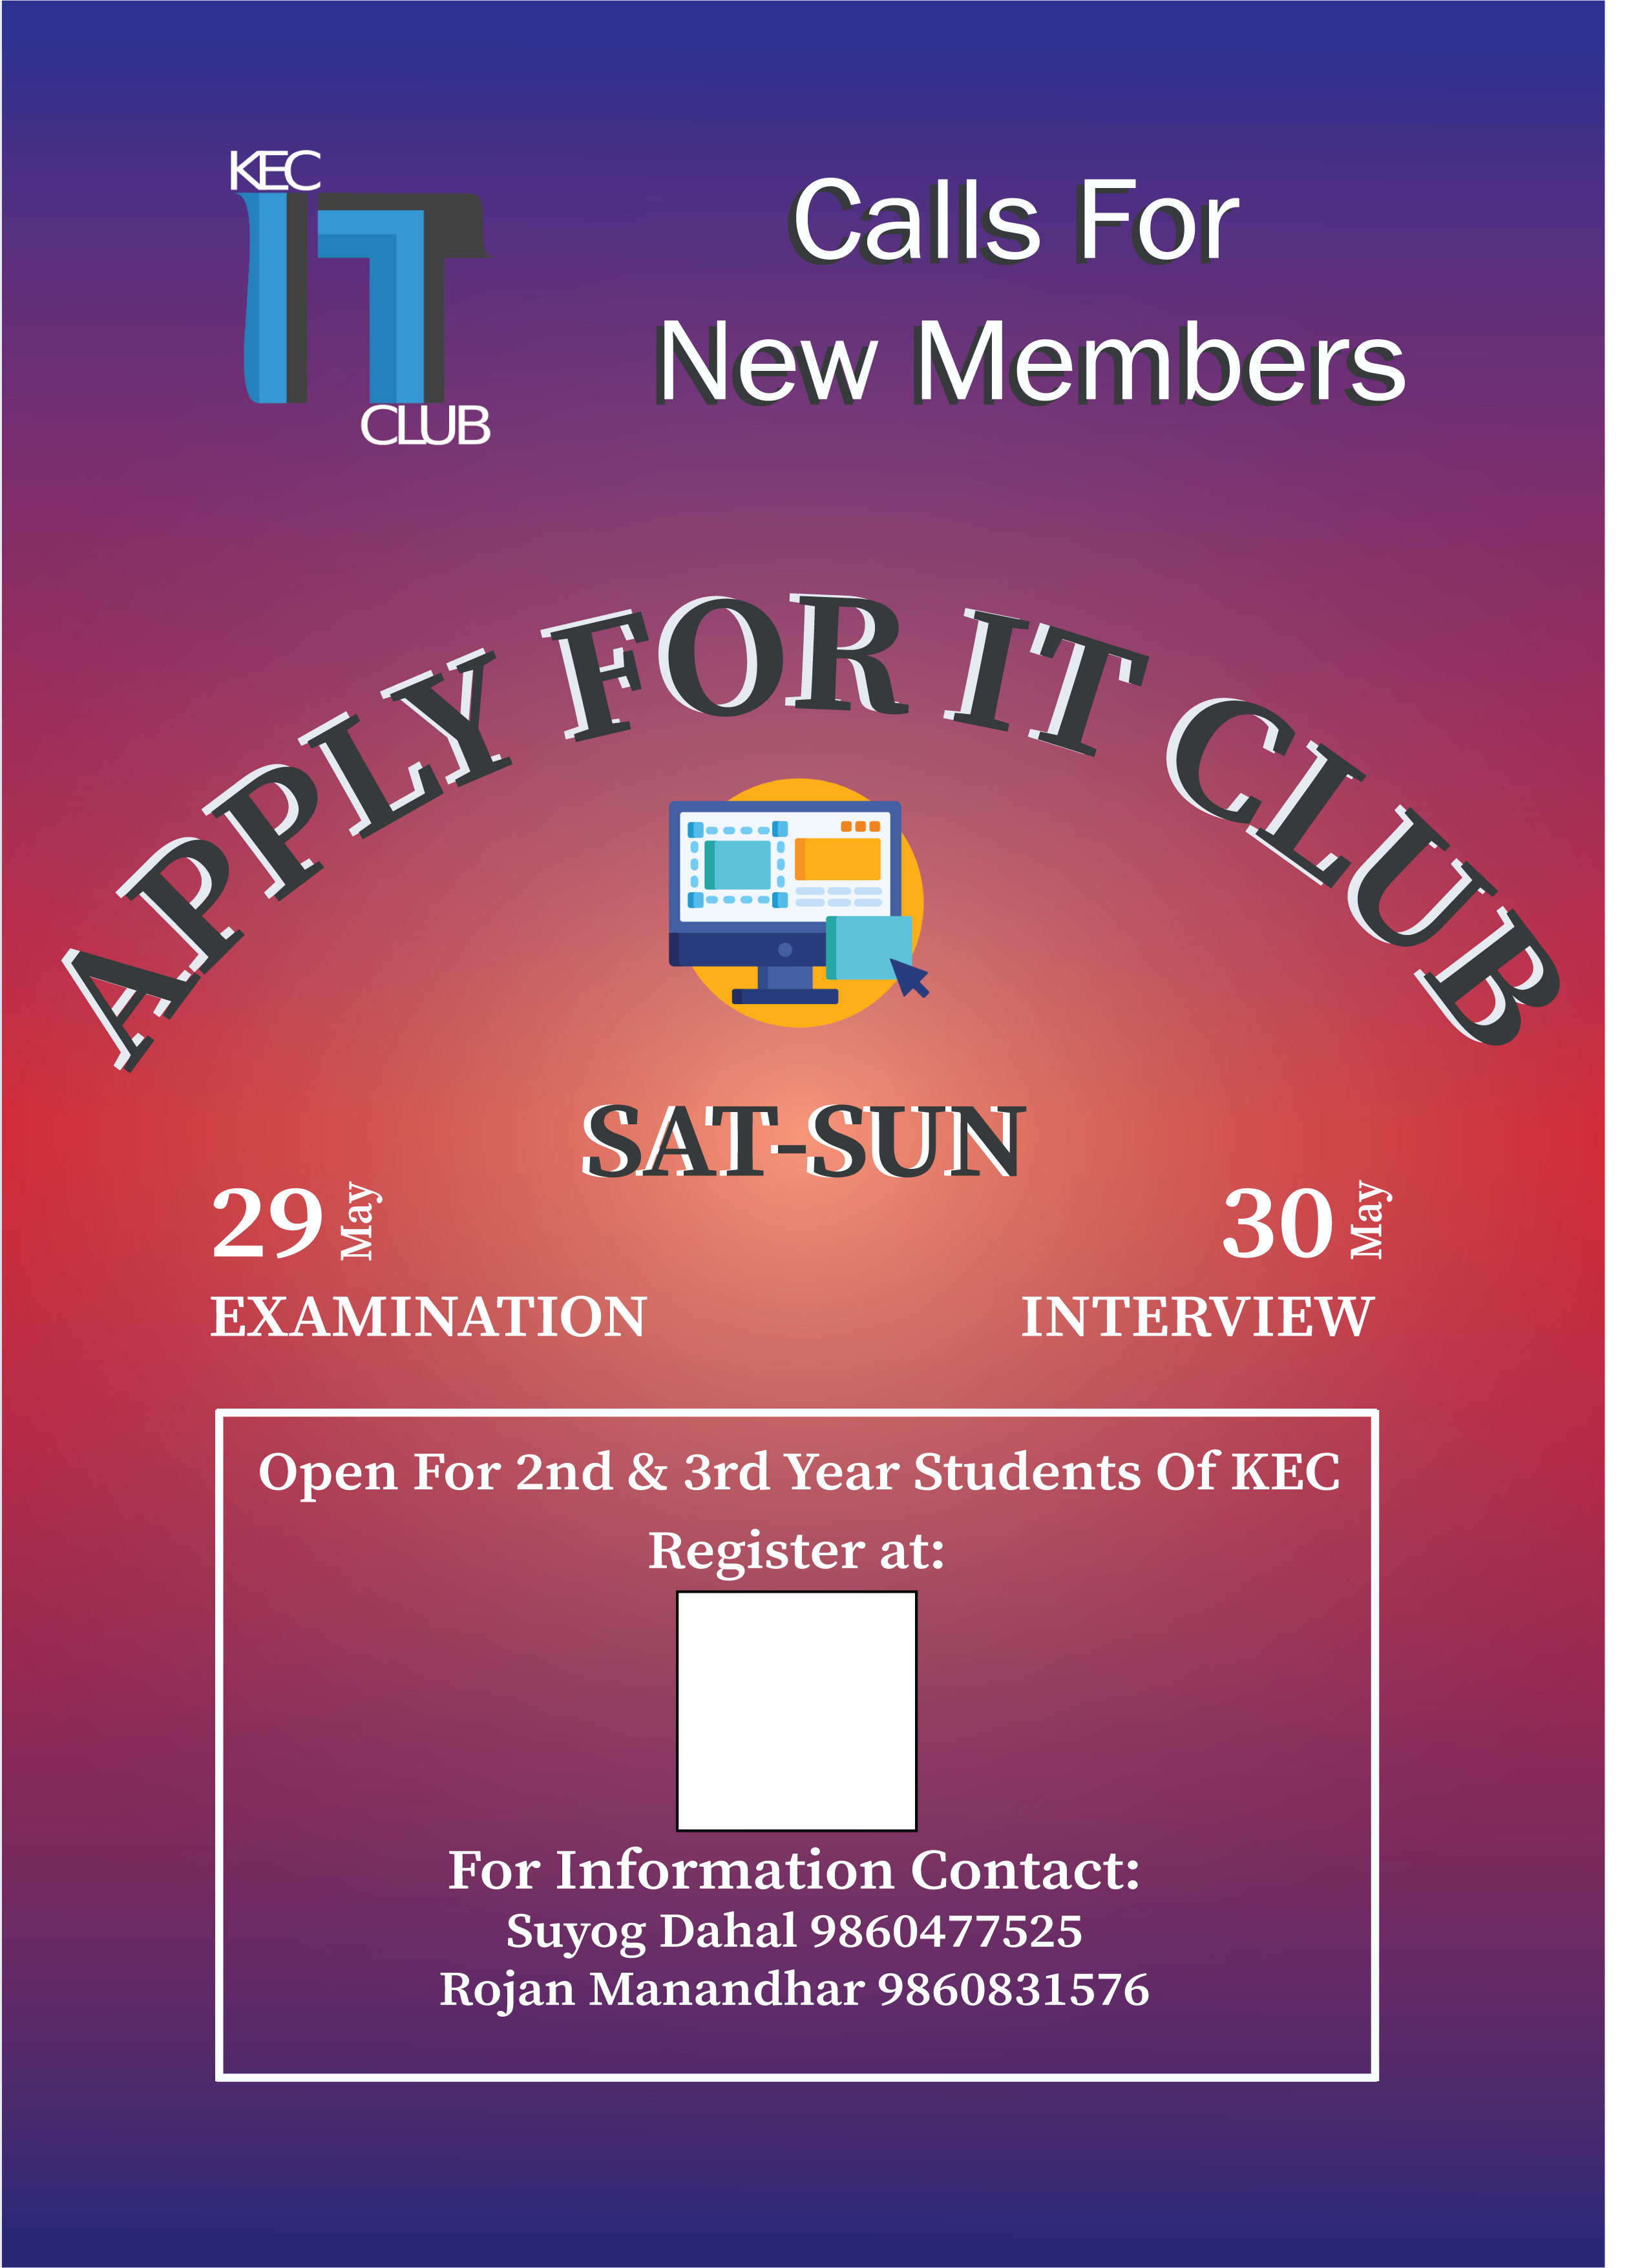 KEC
IT
CLUB
Calls For
New Members
APPLY FOR IT CLUB
SAT-SUN
29 May
EXAMINATION
30 May
INTERVIEW
Open For 2nd & 3rd Year Students Of KEC
Register at:
For Information Contact:
Suyog Dahal 9860477525
Rojan Manandhar 9860831576